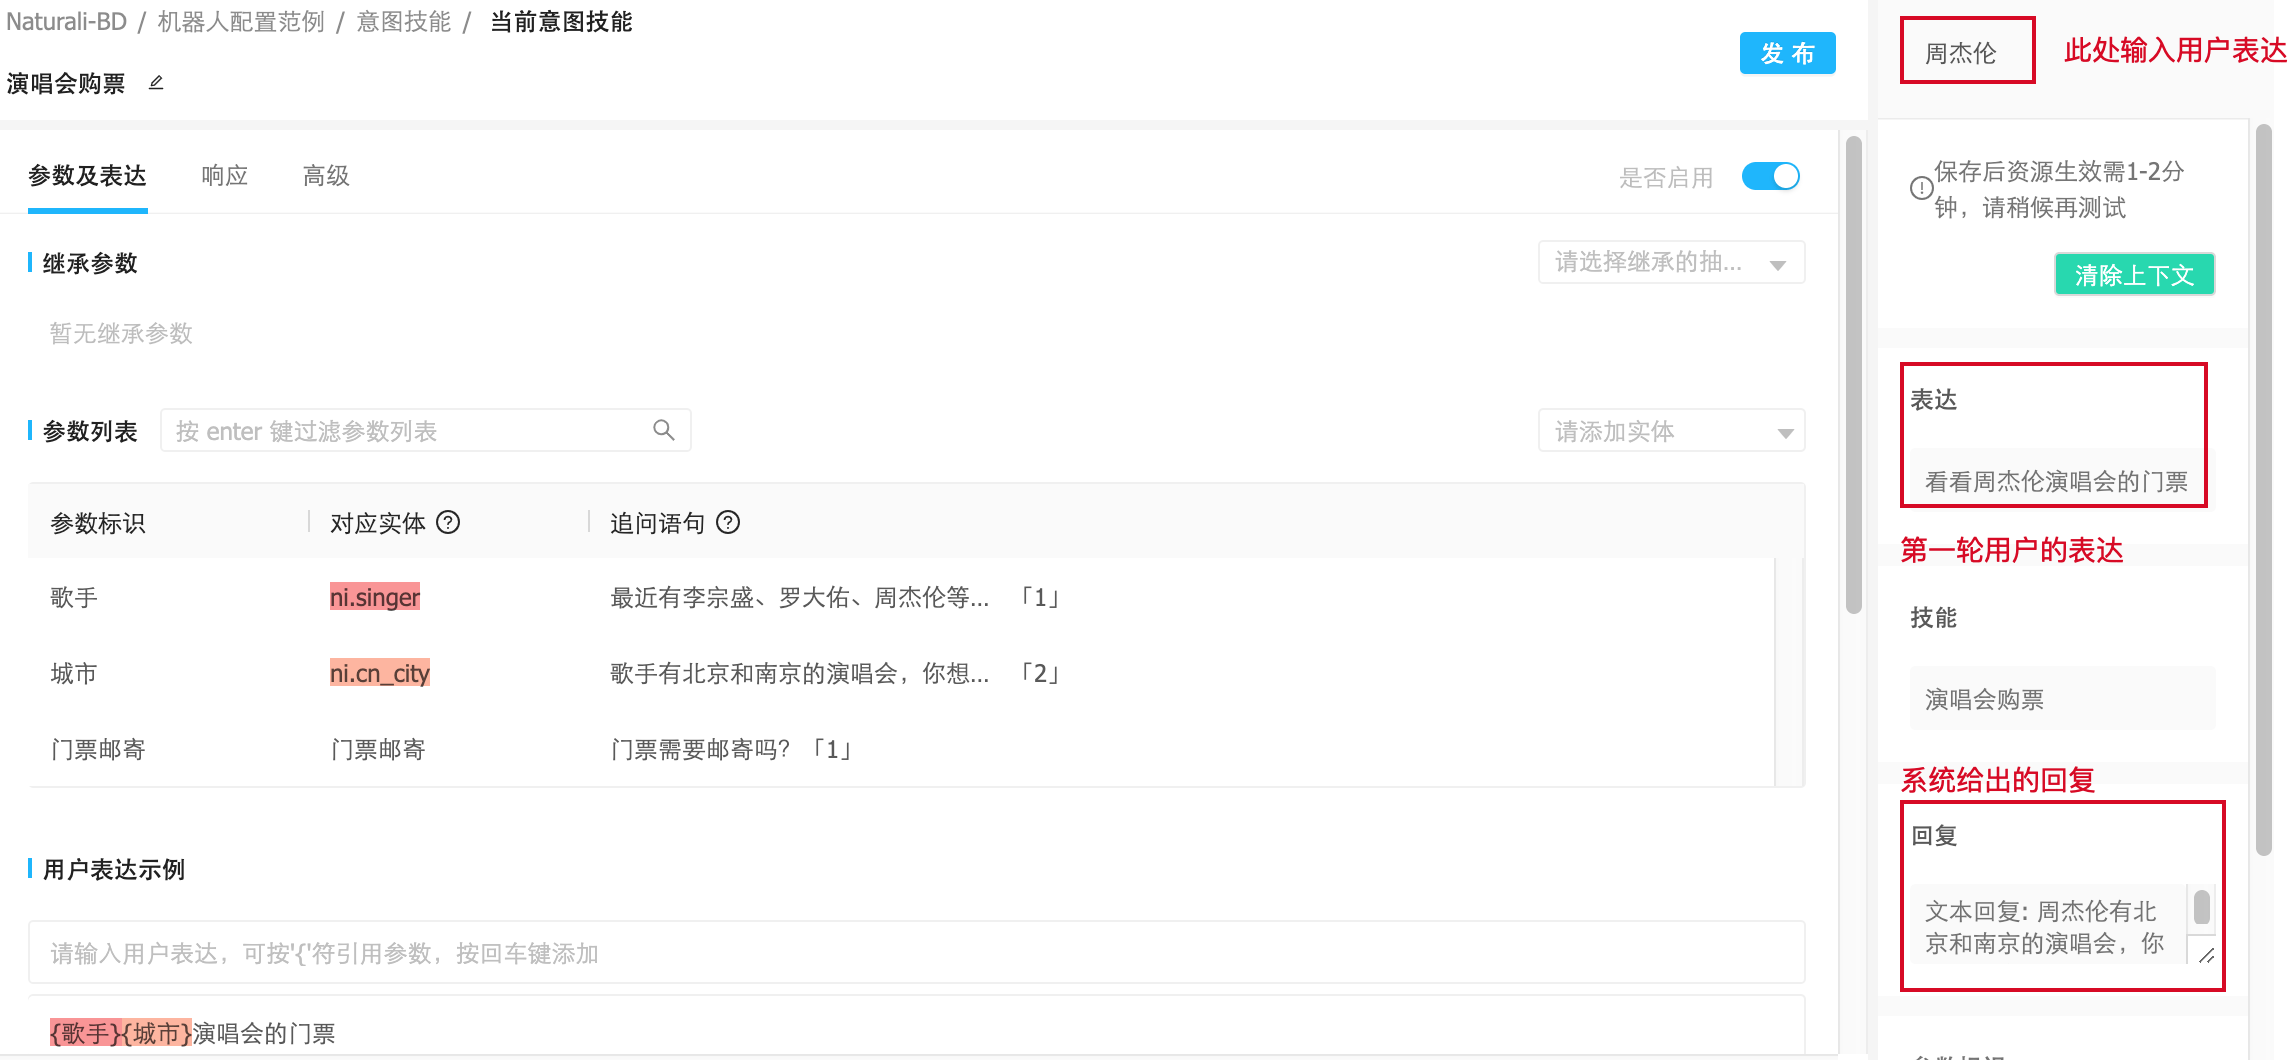 Naturali-BD / 机器人配置范例 / 意图技能 / 当前意图技能
演唱会购票
发 布
参数及表达
响应
高级
是否启用
继承参数
请选择继承的抽...
暂无继承参数
参数列表
按 enter 键过滤参数列表
请添加实体
参数标识
对应实体
追问语句
歌手
ni.singer
最近有李宗盛、罗大佑、周杰伦等... 「1」
城市
ni.cn_city
歌手有北京和南京的演唱会，你想... 「2」
门票邮寄
门票邮寄
门票需要邮寄吗？「1」
用户表达示例
请输入用户表达，可按'{'符引用参数，按回车键添加
{歌手}{城市}演唱会的门票
周杰伦
此处输入用户表达
保存后资源生效需1-2分
钟，请稍候再测试
清除上下文
表达
看看周杰伦演唱会的门票
第一轮用户的表达
技能
演唱会购票
系统给出的回复
回复
文本回复: 周杰伦有北
京和南京的演唱会，你